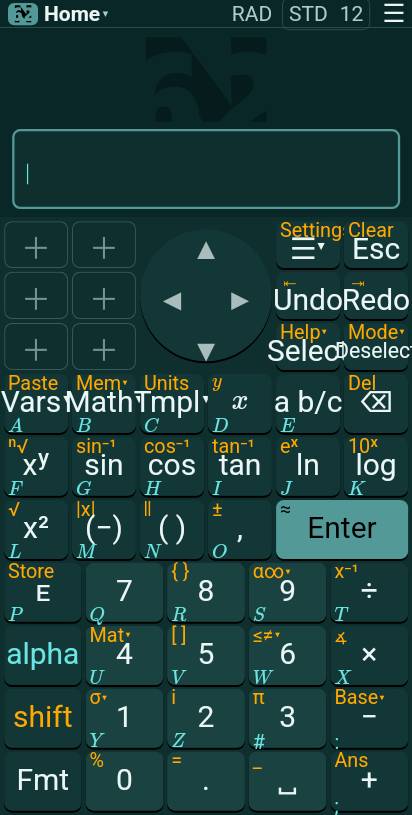 Home▾ RAD STD 12 ☰
Settings Clear
☰▾ Esc
Undo Redo
Help▾ Mode▾
Selec Deselect
Paste Mem▾ Units y Del
Vars▾ Math▾ Tmpl▾ x a b/c ⌫
A B C D E
ⁿ√ sin⁻¹ cos⁻¹ tan⁻¹ eˣ 10ˣ
xʸ sin cos tan ln log
F G H I J K
√ |x| ‖ ± ≈
x² (−) ( ) , Enter
L M N O
Store { } α∞▾ x⁻¹
E 7 8 9 ÷
P Q R S T
Mat▾ [ ] ≤≠▾ ∡
alpha 4 5 6 ×
U V W X
σ▾ i π Base▾
shift 1 2 3 −
Y Z # :
% = _ Ans
Fmt 0 . ␣ +
;